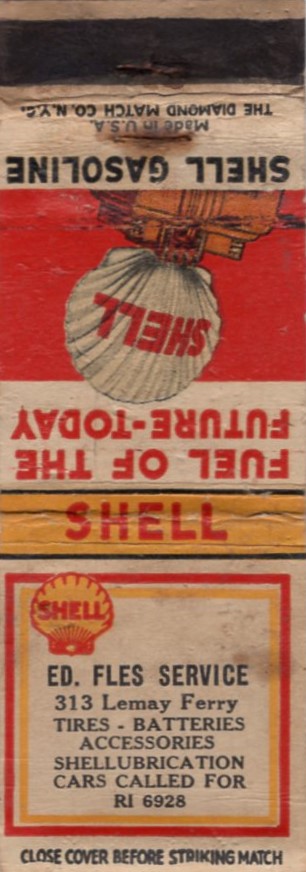 THE DIAMOND MATCH CO. N.Y.C.
Made in U.S.A.
SHELL GASOLINE
SHELL
FUEL OF THE
FUTURE-TODAY
SHELL
SHELL
ED. FLES SERVICE
313 Lemay Ferry
TIRES - BATTERIES
ACCESSORIES
SHELLUBRICATION
CARS CALLED FOR
RI 6928
CLOSE COVER BEFORE STRIKING MATCH